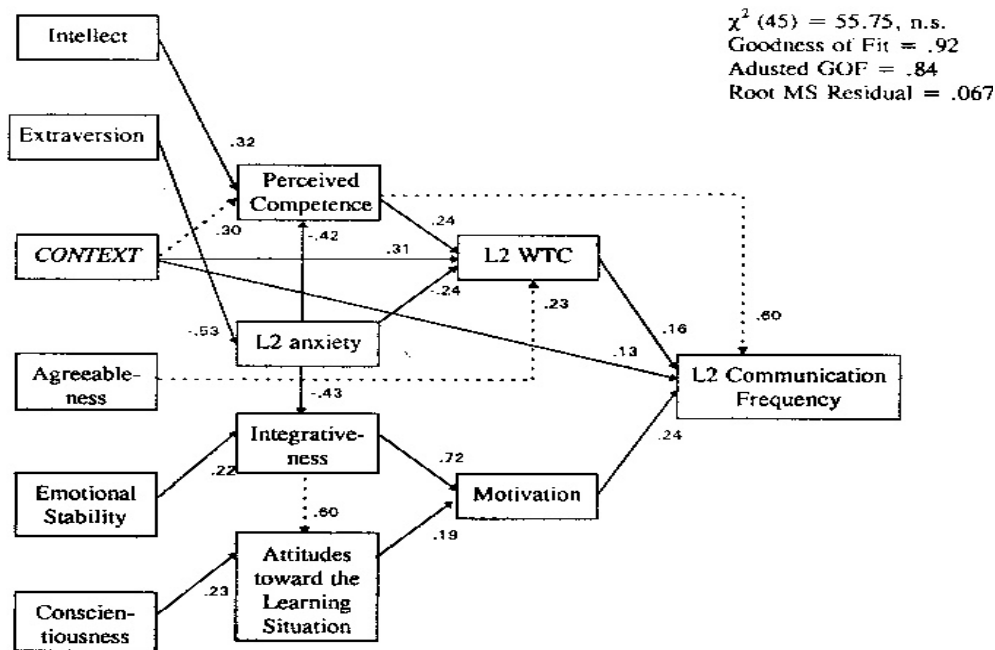 χ² (45) = 55.75, n.s.
Goodness of Fit = .92
Adusted GOF = .84
Root MS Residual = .067
Intellect
Extraversion
.32
Perceived
Competence
CONTEXT
.30
-.42
.24
.31
L2 WTC
-.24
.23
-.53
L2 anxiety
.16
.60
.13
Agreeable-
ness
-.43
L2 Communication
Frequency
Integrative-
ness
.22
.72
.24
Emotional
Stability
Motivation
.60
.19
Attitudes
toward the
Learning
Situation
.23
Conscien-
tiousness